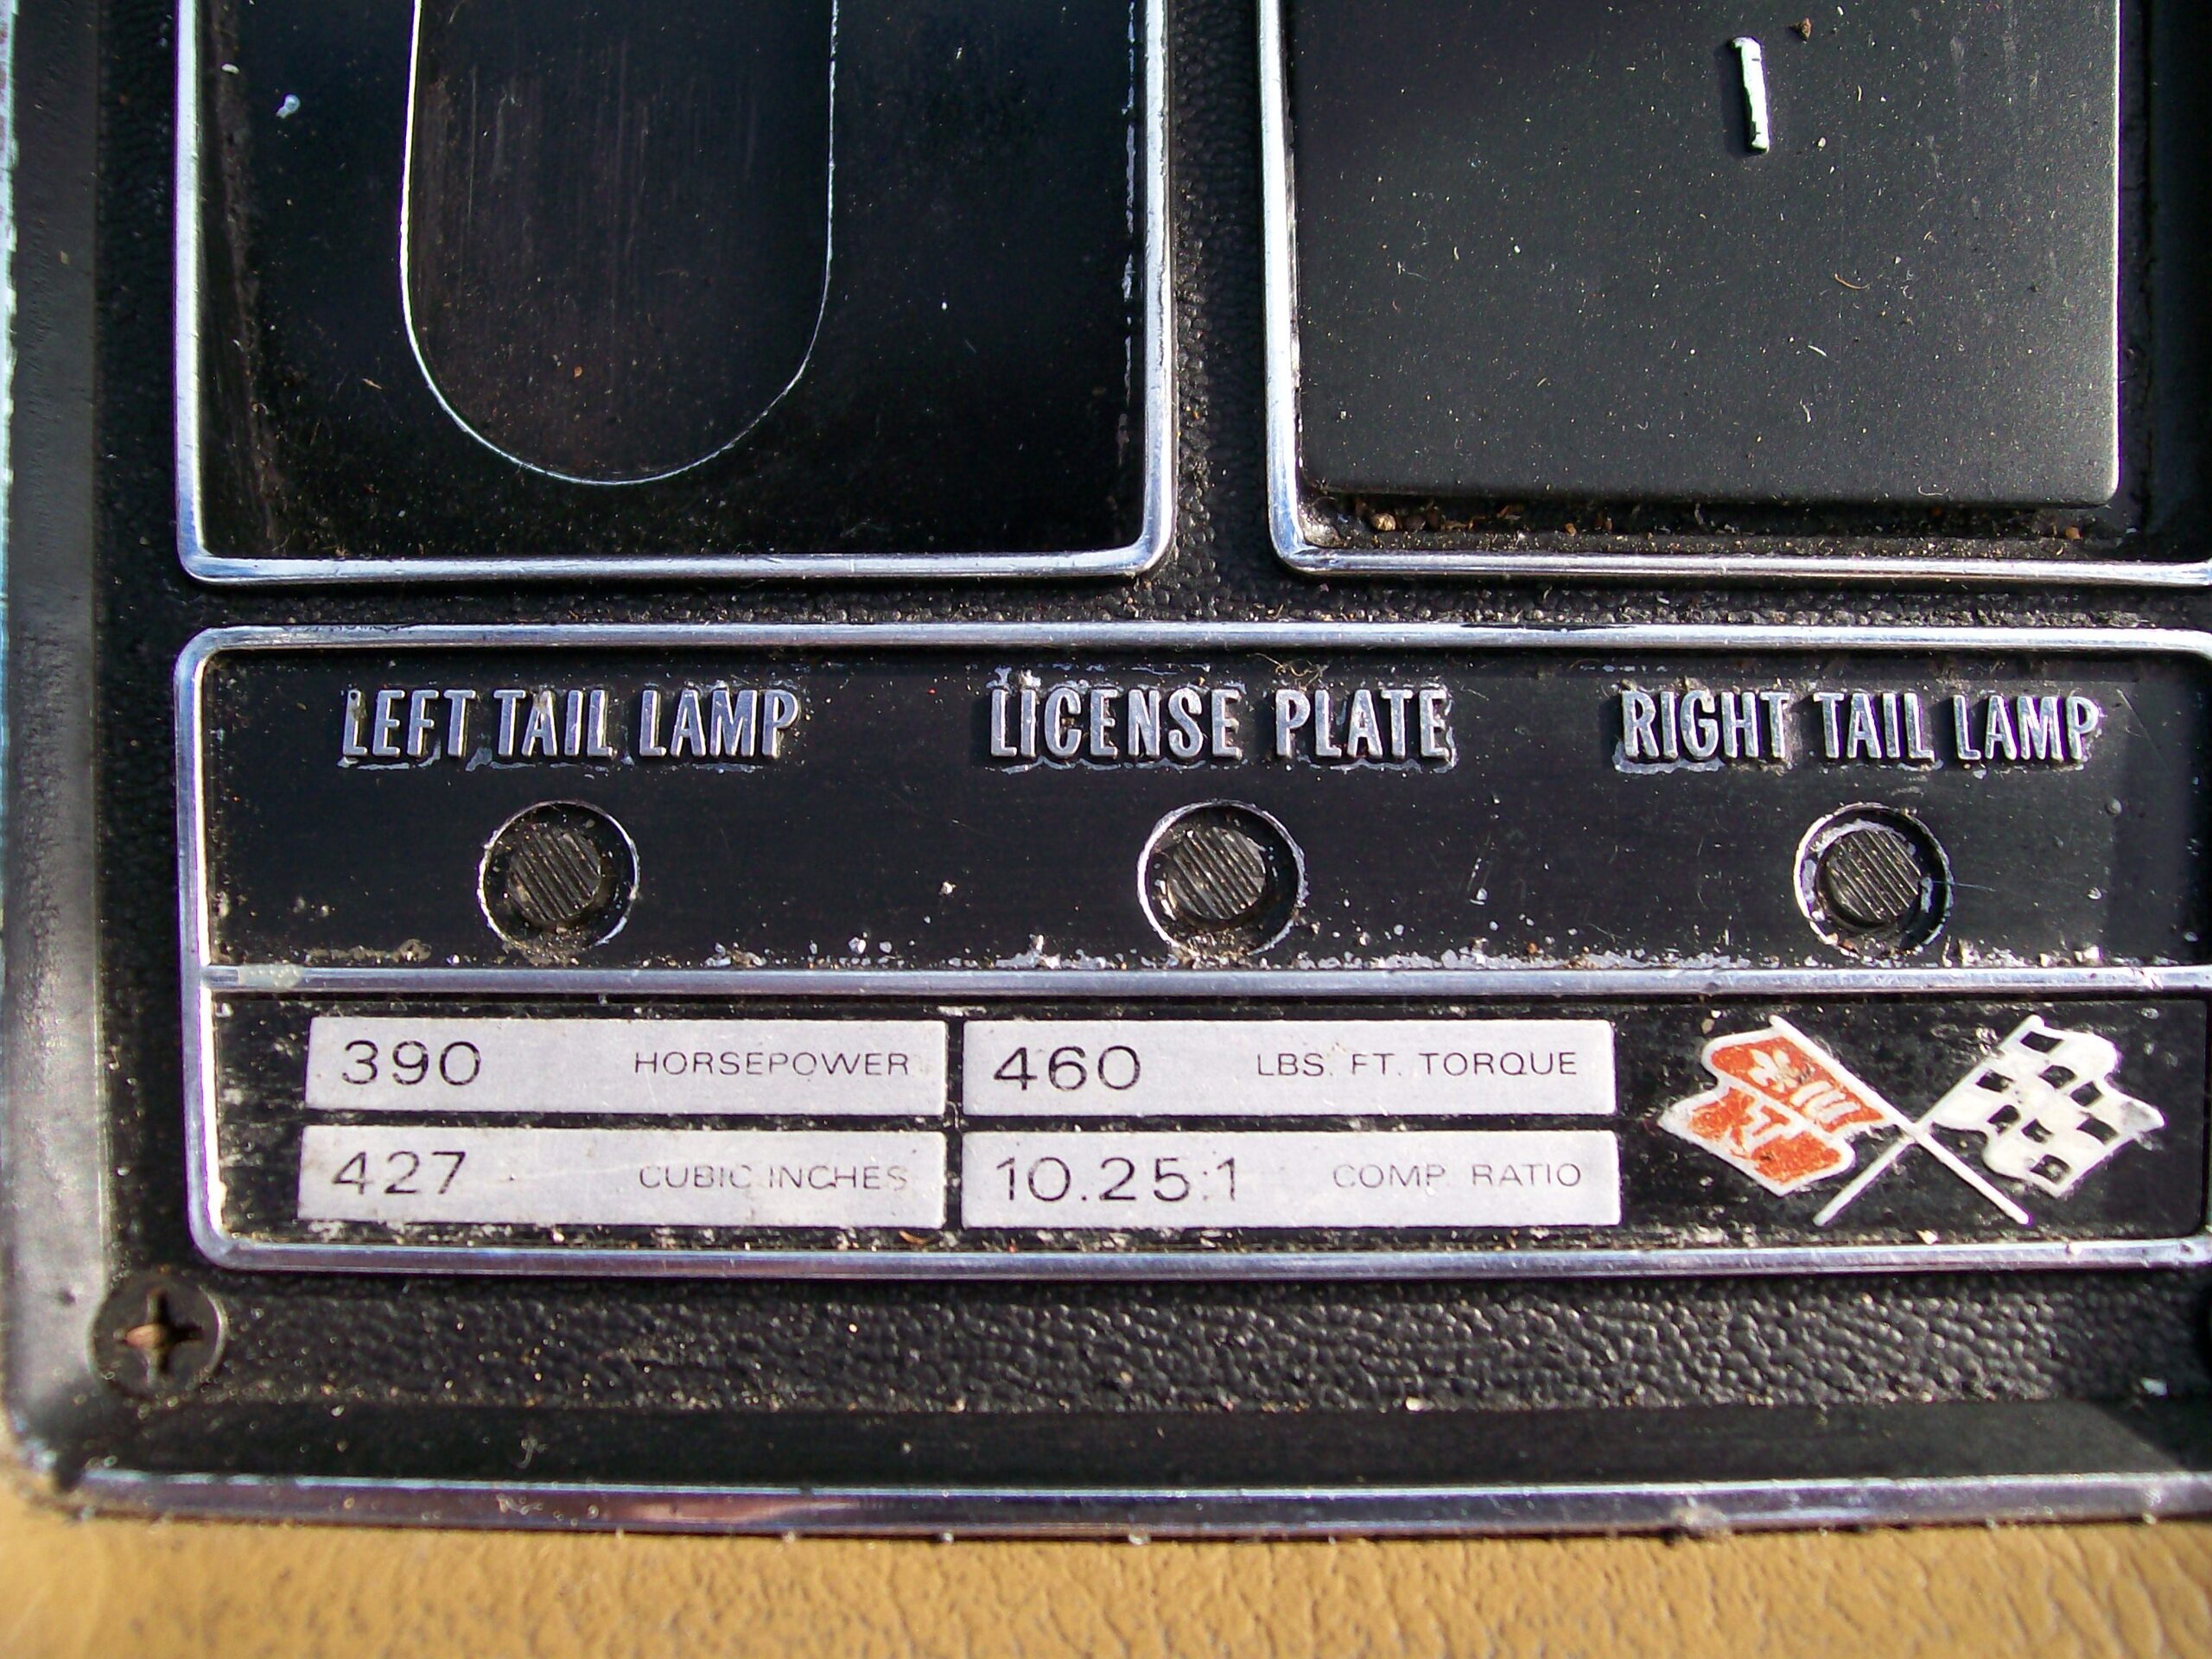 LEFT TAIL LAMP
LICENSE PLATE
RIGHT TAIL LAMP
390 HORSEPOWER
460 LBS. FT. TORQUE
427 CUBIC INCHES
10.25:1 COMP. RATIO